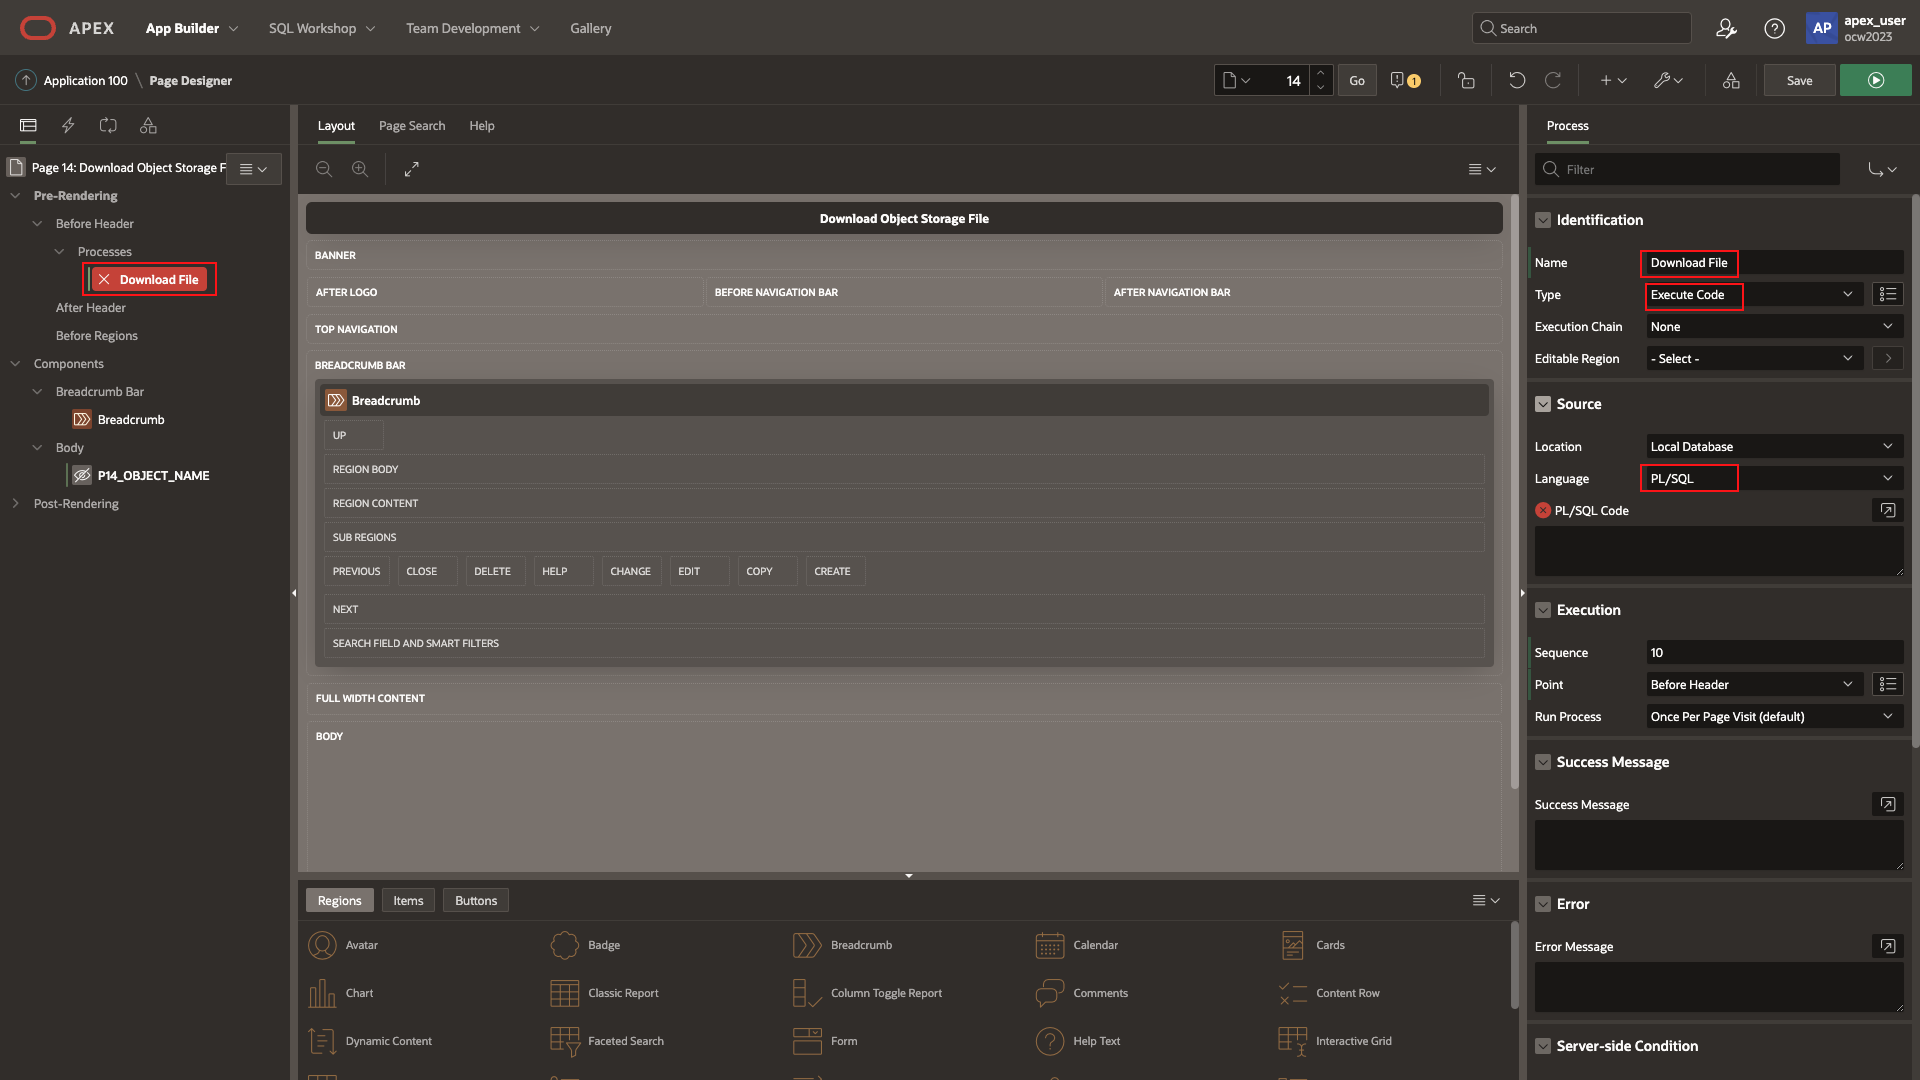 APEX
App Builder
SQL Workshop
Team Development
Gallery
Search
AP
apex_user
ocw2023
Application 100 \ Page Designer
14
Go
1
Save
Page 14: Download Object Storage F
Pre-Rendering
Before Header
Processes
Download File
After Header
Before Regions
Components
Breadcrumb Bar
Breadcrumb
Body
P14_OBJECT_NAME
Post-Rendering
Layout
Page Search
Help
Download Object Storage File
BANNER
AFTER LOGO
BEFORE NAVIGATION BAR
AFTER NAVIGATION BAR
TOP NAVIGATION
BREADCRUMB BAR
Breadcrumb
UP
REGION BODY
REGION CONTENT
SUB REGIONS
PREVIOUS
CLOSE
DELETE
HELP
CHANGE
EDIT
COPY
CREATE
NEXT
SEARCH FIELD AND SMART FILTERS
FULL WIDTH CONTENT
BODY
Regions
Items
Buttons
Avatar
Badge
Breadcrumb
Calendar
Cards
Chart
Classic Report
Column Toggle Report
Comments
Content Row
Dynamic Content
Faceted Search
Form
Help Text
Interactive Grid
Process
Filter
Identification
Name
Download File
Type
Execute Code
Execution Chain
None
Editable Region
- Select -
Source
Location
Local Database
Language
PL/SQL
PL/SQL Code
Execution
Sequence
10
Point
Before Header
Run Process
Once Per Page Visit (default)
Success Message
Success Message
Error
Error Message
Server-side Condition